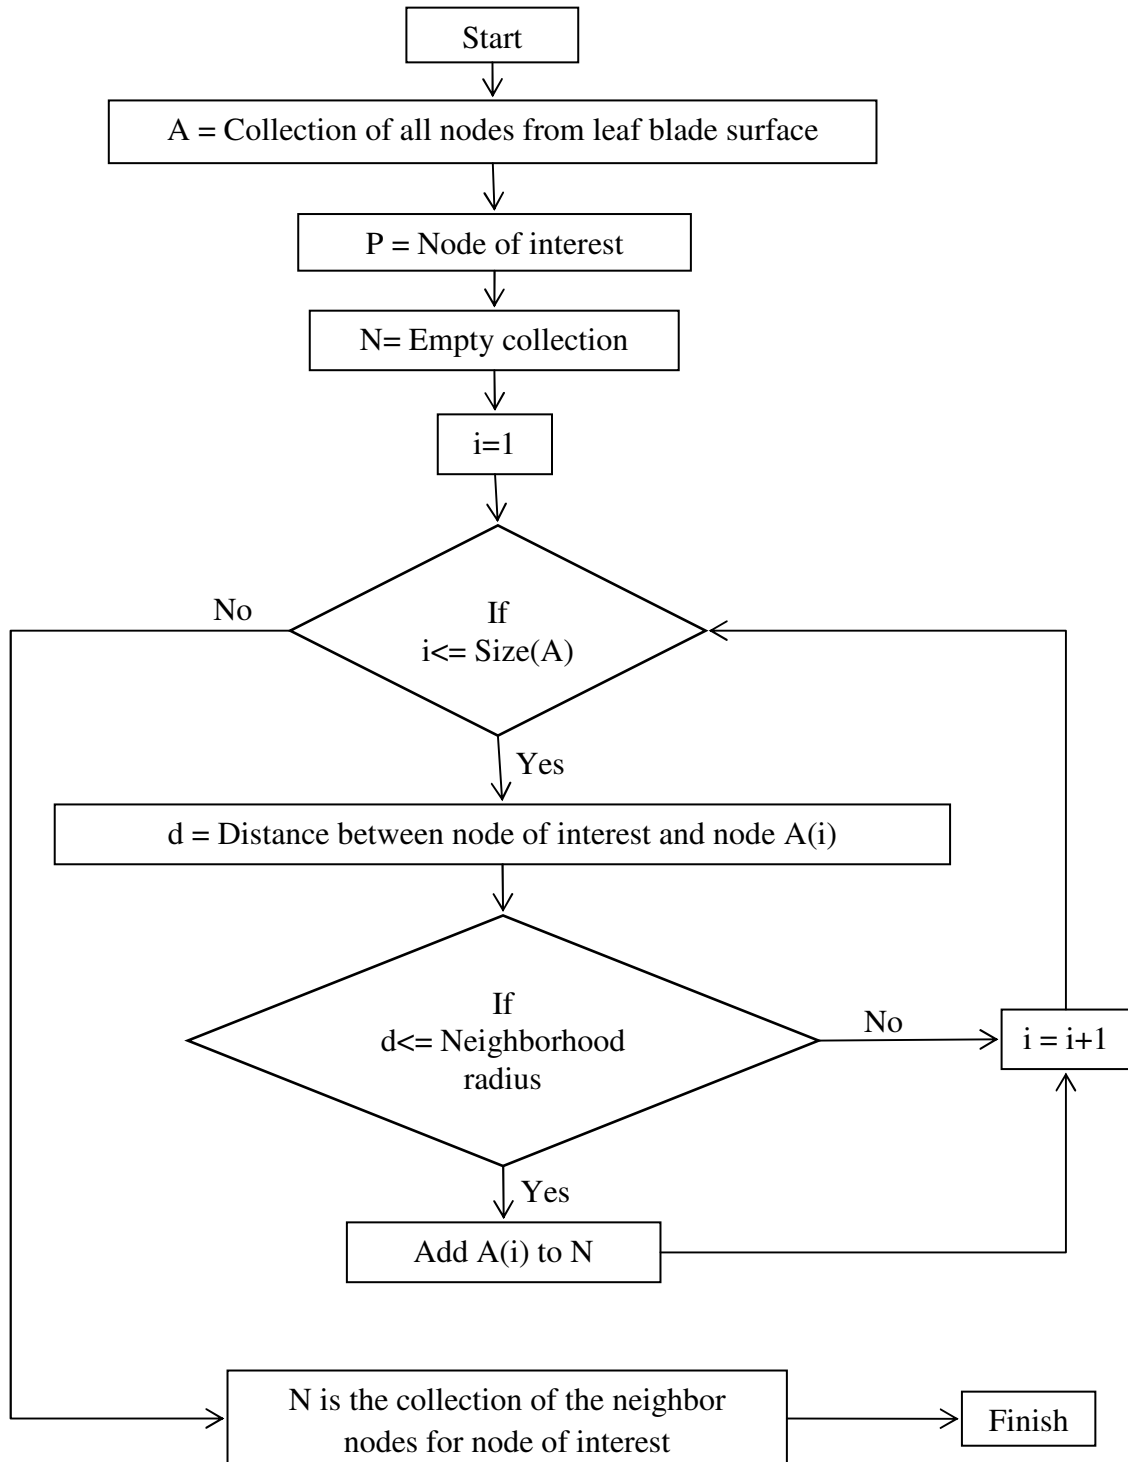 Start
A = Collection of all nodes from leaf blade surface
P = Node of interest
N= Empty collection
i=1
No
If
i<= Size(A)
Yes
d = Distance between node of interest and node A(i)
If
d<= Neighborhood
radius
No
i = i+1
Yes
Add A(i) to N
N is the collection of the neighbor
nodes for node of interest
Finish